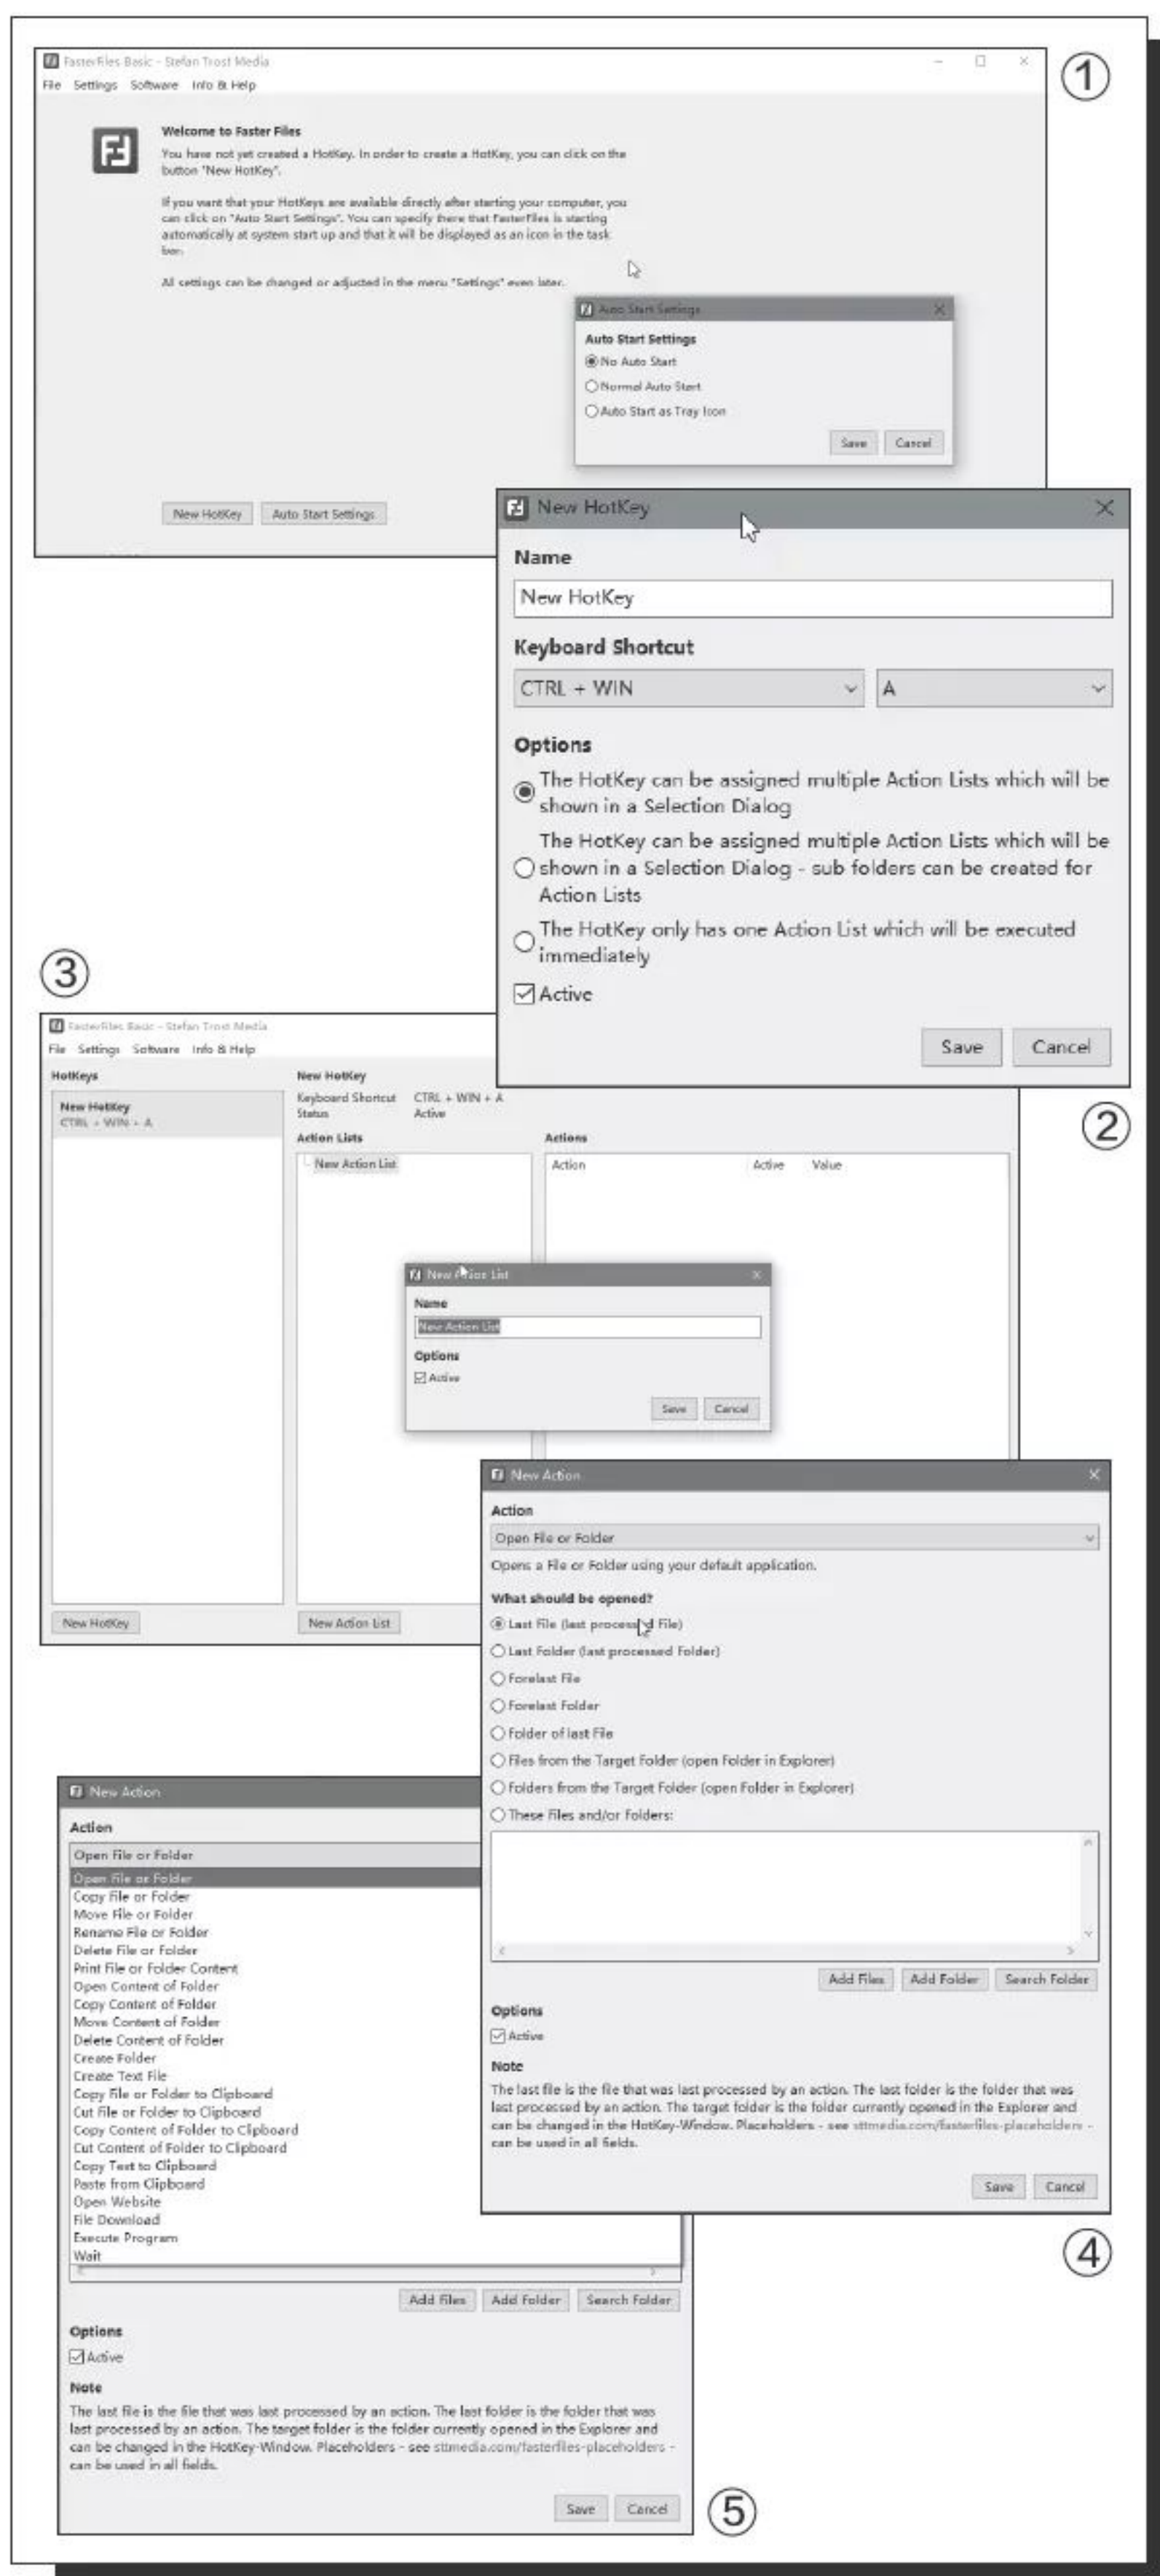 FasterFiles Basic - Stefan Trost Media
①
File Settings Software Info & Help
Welcome to Faster Files
You have not yet created a HotKey. In order to create a HotKey, you can click on the
button "New HotKey".
If you want that your HotKeys are available directly after starting your computer, you
can click on "Auto Start Settings". You can specify there that FasterFiles is starting
automatically at system start up and that it will be displayed as an icon in the task
bar.
All settings can be changed or adjusted in the menu "Settings" even later.
Auto Start Settings
Auto Start Settings
No Auto Start
Normal Auto Start
Auto Start as Tray Icon
Save Cancel
New HotKey Auto Start Settings
New HotKey
Name
New HotKey
Keyboard Shortcut
CTRL + WIN A
Options
The HotKey can be assigned multiple Action Lists which will be
shown in a Selection Dialog
The HotKey can be assigned multiple Action Lists which will be
shown in a Selection Dialog - sub folders can be created for
Action Lists
The HotKey only has one Action List which will be executed
immediately
Active
Save Cancel
②
③
FasterFiles Basic - Stefan Trost Media
File Settings Software Info & Help
HotKeys
New HotKey
CTRL + WIN + A
New HotKey
Keyboard Shortcut CTRL + WIN + A
Status Active
Action Lists
New Action List
Actions
Action Active Value
New Action List
Name
New Action List
Options
Active
Save Cancel
New HotKey New Action List
New Action
Action
Open File or Folder
Opens a File or Folder using your default application.
What should be opened?
Last File (last processed File)
Last Folder (last processed Folder)
Forelast File
Forelast Folder
Folder of last File
Files from the Target Folder (open Folder in Explorer)
Folders from the Target Folder (open Folder in Explorer)
These files and/or folders:
Add Files Add Folder Search Folder
Options
Active
Note
The last file is the file that was last processed by an action. The last folder is the folder that was
last processed by an action. The target folder is the folder currently opened in the Explorer and
can be changed in the HotKey-Window. Placeholders - see sttmedia.com/fasterfiles-placeholders -
can be used in all fields.
Save Cancel
④
New Action
Action
Open File or Folder
Open File or Folder
Copy File or Folder
Move File or Folder
Rename File or Folder
Delete File or Folder
Print File or Folder Content
Open Content of Folder
Copy Content of Folder
Move Content of Folder
Delete Content of Folder
Create Folder
Create Text File
Copy File or Folder to Clipboard
Cut File or Folder to Clipboard
Copy Content of Folder to Clipboard
Cut Content of Folder to Clipboard
Copy Text to Clipboard
Paste from Clipboard
Open Website
File Download
Execute Program
Wait
Add Files Add Folder Search Folder
Options
Active
Note
The last file is the file that was last processed by an action. The last folder is the folder that was
last processed by an action. The target folder is the folder currently opened in the Explorer and
can be changed in the HotKey-Window. Placeholders - see sttmedia.com/fasterfiles-placeholders -
can be used in all fields.
Save Cancel
⑤